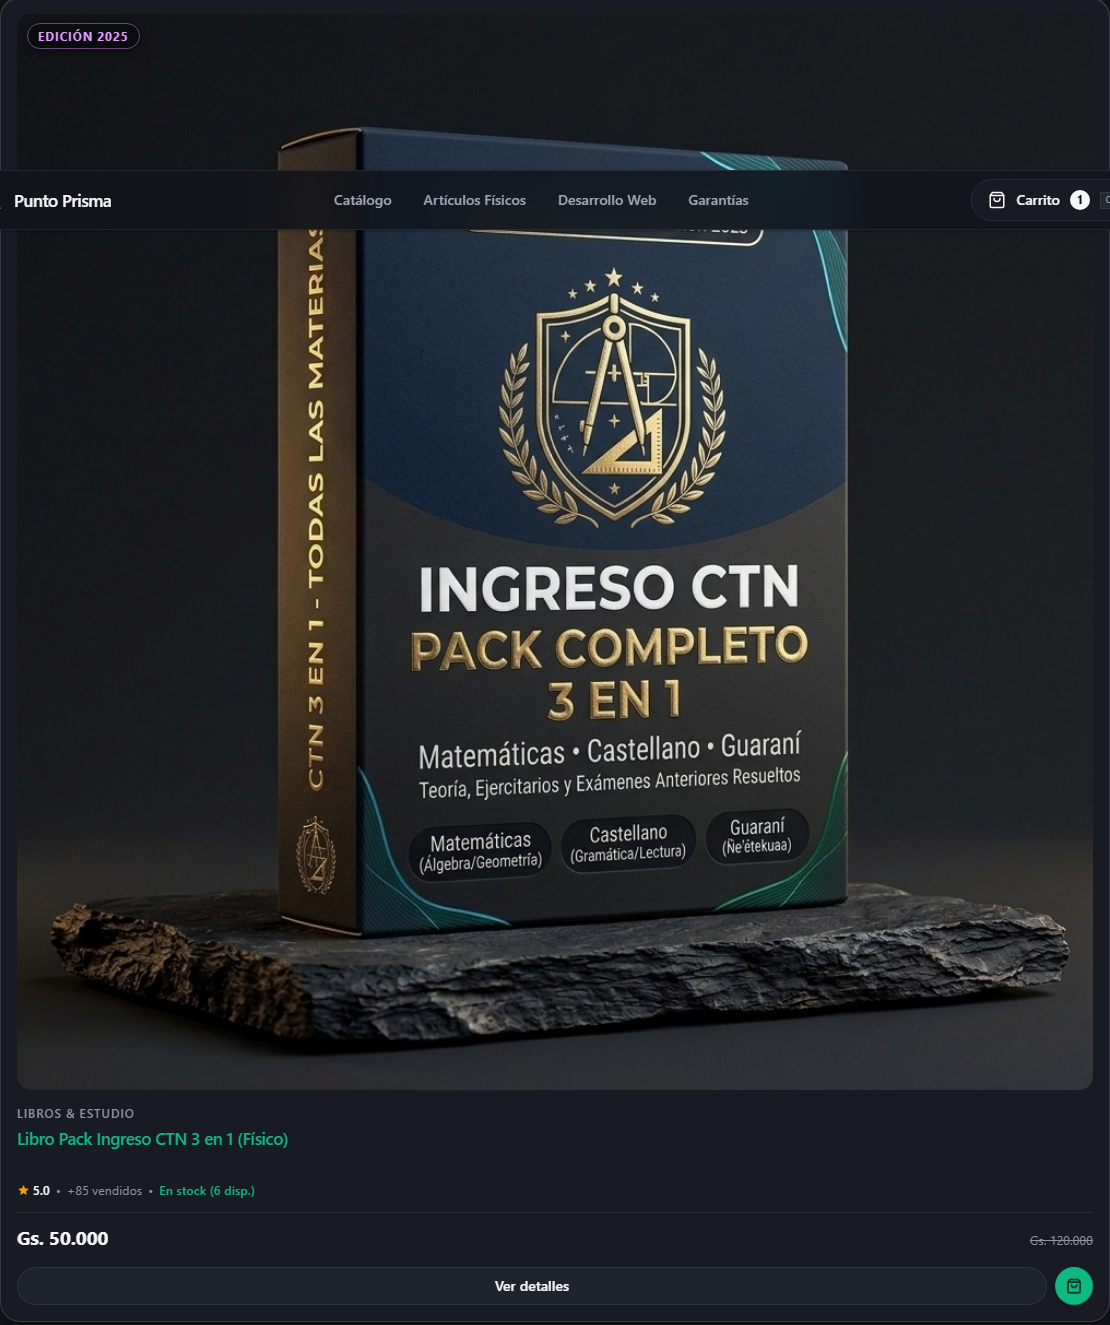 EDICIÓN 2025
Punto Prisma
Catálogo
Artículos Físicos
Desarrollo Web
Garantías
Carrito 1
CTN 3 EN 1 - TODAS LAS MATERIAS
INGRESO CTN
PACK COMPLETO
3 EN 1
Matemáticas • Castellano • Guaraní
Teoría, Ejercitarios y Exámenes Anteriores Resueltos
Matemáticas
(Álgebra/Geometría)
Castellano
(Gramática/Lectura)
Guaraní
(Ñe'ẽtekuaa)
LIBROS & ESTUDIO
Libro Pack Ingreso CTN 3 en 1 (Físico)
5.0 • +85 vendidos • En stock (6 disp.)
Gs. 50.000
Gs. 120.000
Ver detalles